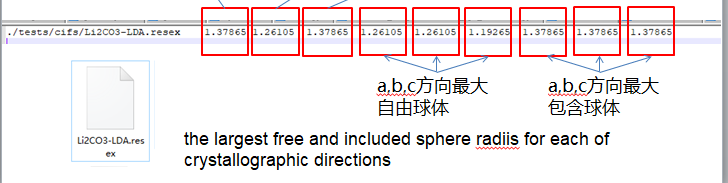 ./tests/cifs/Li2CO3-LDA.resex 1.37865 1.26105 1.37865 1.26105 1.26105 1.19265 1.37865 1.37865 1.37865
a,b,c方向最大
自由球体
a,b,c方向最大
包含球体
Li2CO3-LDA.res
ex
the largest free and included sphere radiis for each of
crystallographic directions